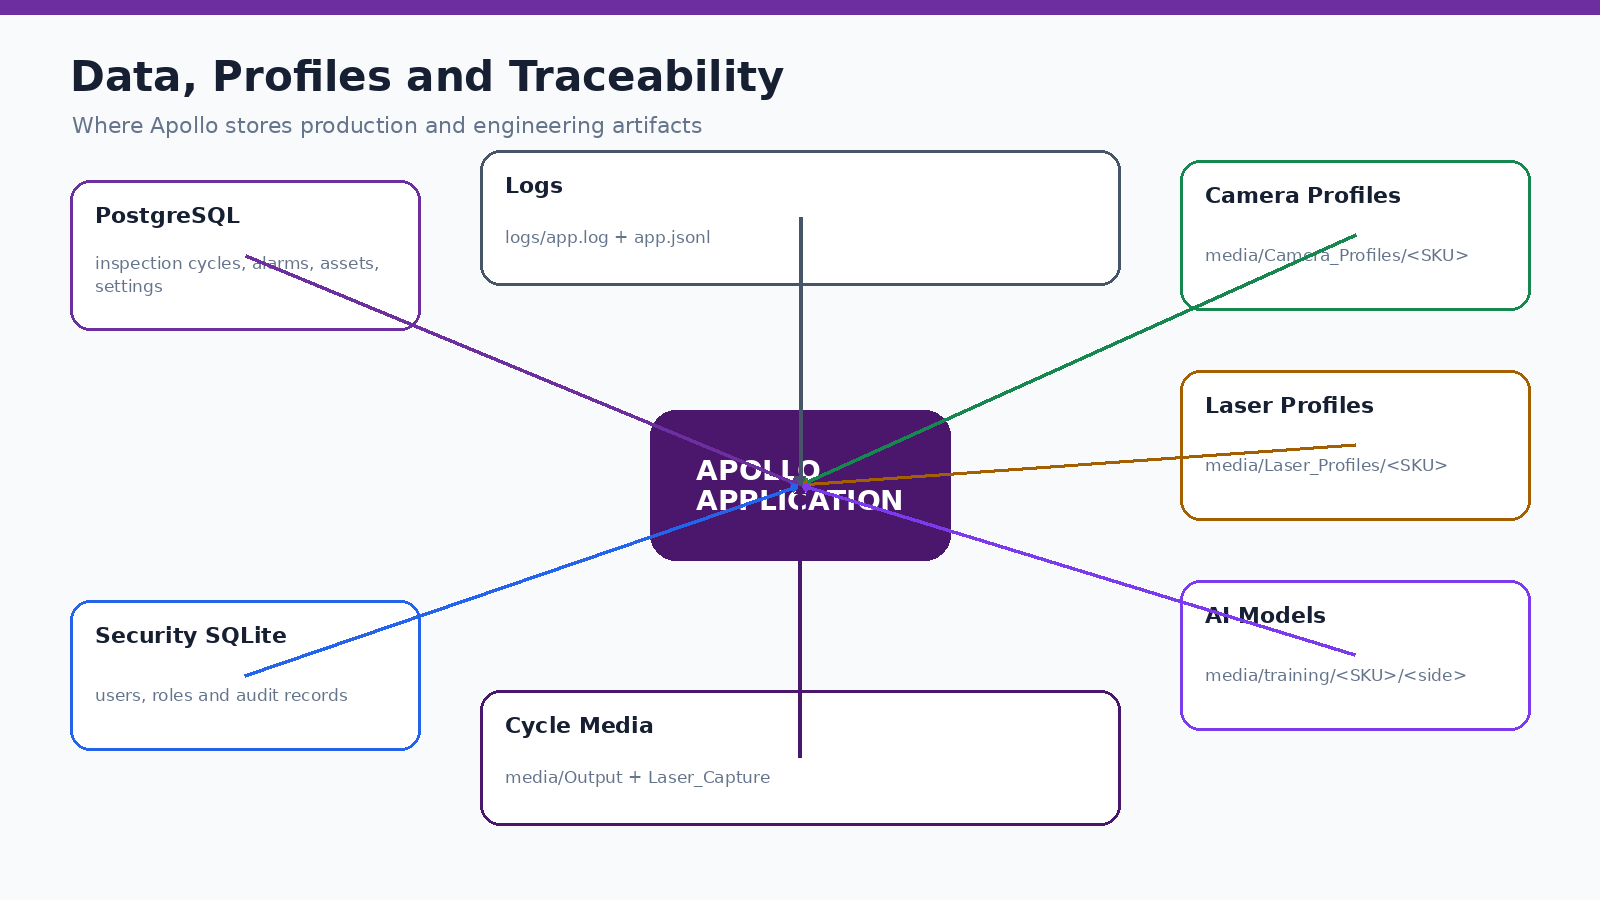 Data, Profiles and Traceability
Where Apollo stores production and engineering artifacts
PostgreSQL
inspection cycles, alarms, assets,
settings
Logs
logs/app.log + app.jsonl
Camera Profiles
media/Camera_Profiles/<SKU>
Laser Profiles
media/Laser_Profiles/<SKU>
APOLLO
APPLICATION
Security SQLite
users, roles and audit records
Cycle Media
media/Output + Laser_Capture
AI Models
media/training/<SKU>/<side>